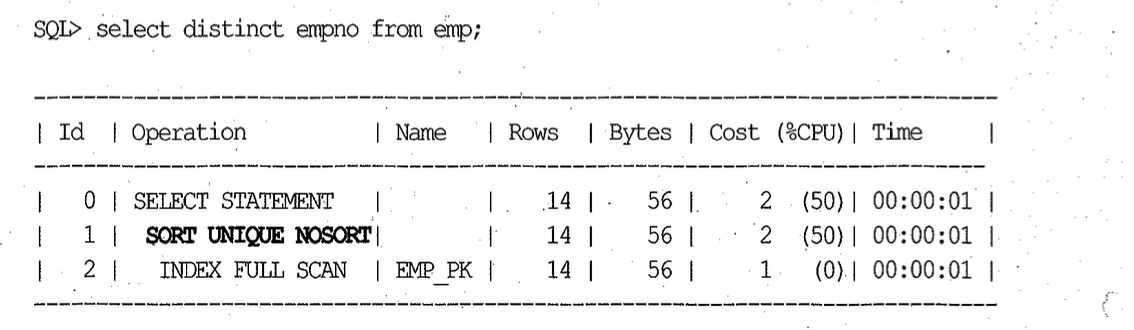 SQL> select distinct empno from emp;
------------------------------------------------------------------------------
| Id | Operation | Name | Rows | Bytes | Cost (%CPU)| Time |
------------------------------------------------------------------------------
| 0 | SELECT STATEMENT | | 14 | 56 | 2 (50)| 00:00:01 |
| 1 | SORT UNIQUE NOSORT| | 14 | 56 | 2 (50)| 00:00:01 |
| 2 | INDEX FULL SCAN | EMP_PK | 14 | 56 | 1 (0)| 00:00:01 |
------------------------------------------------------------------------------